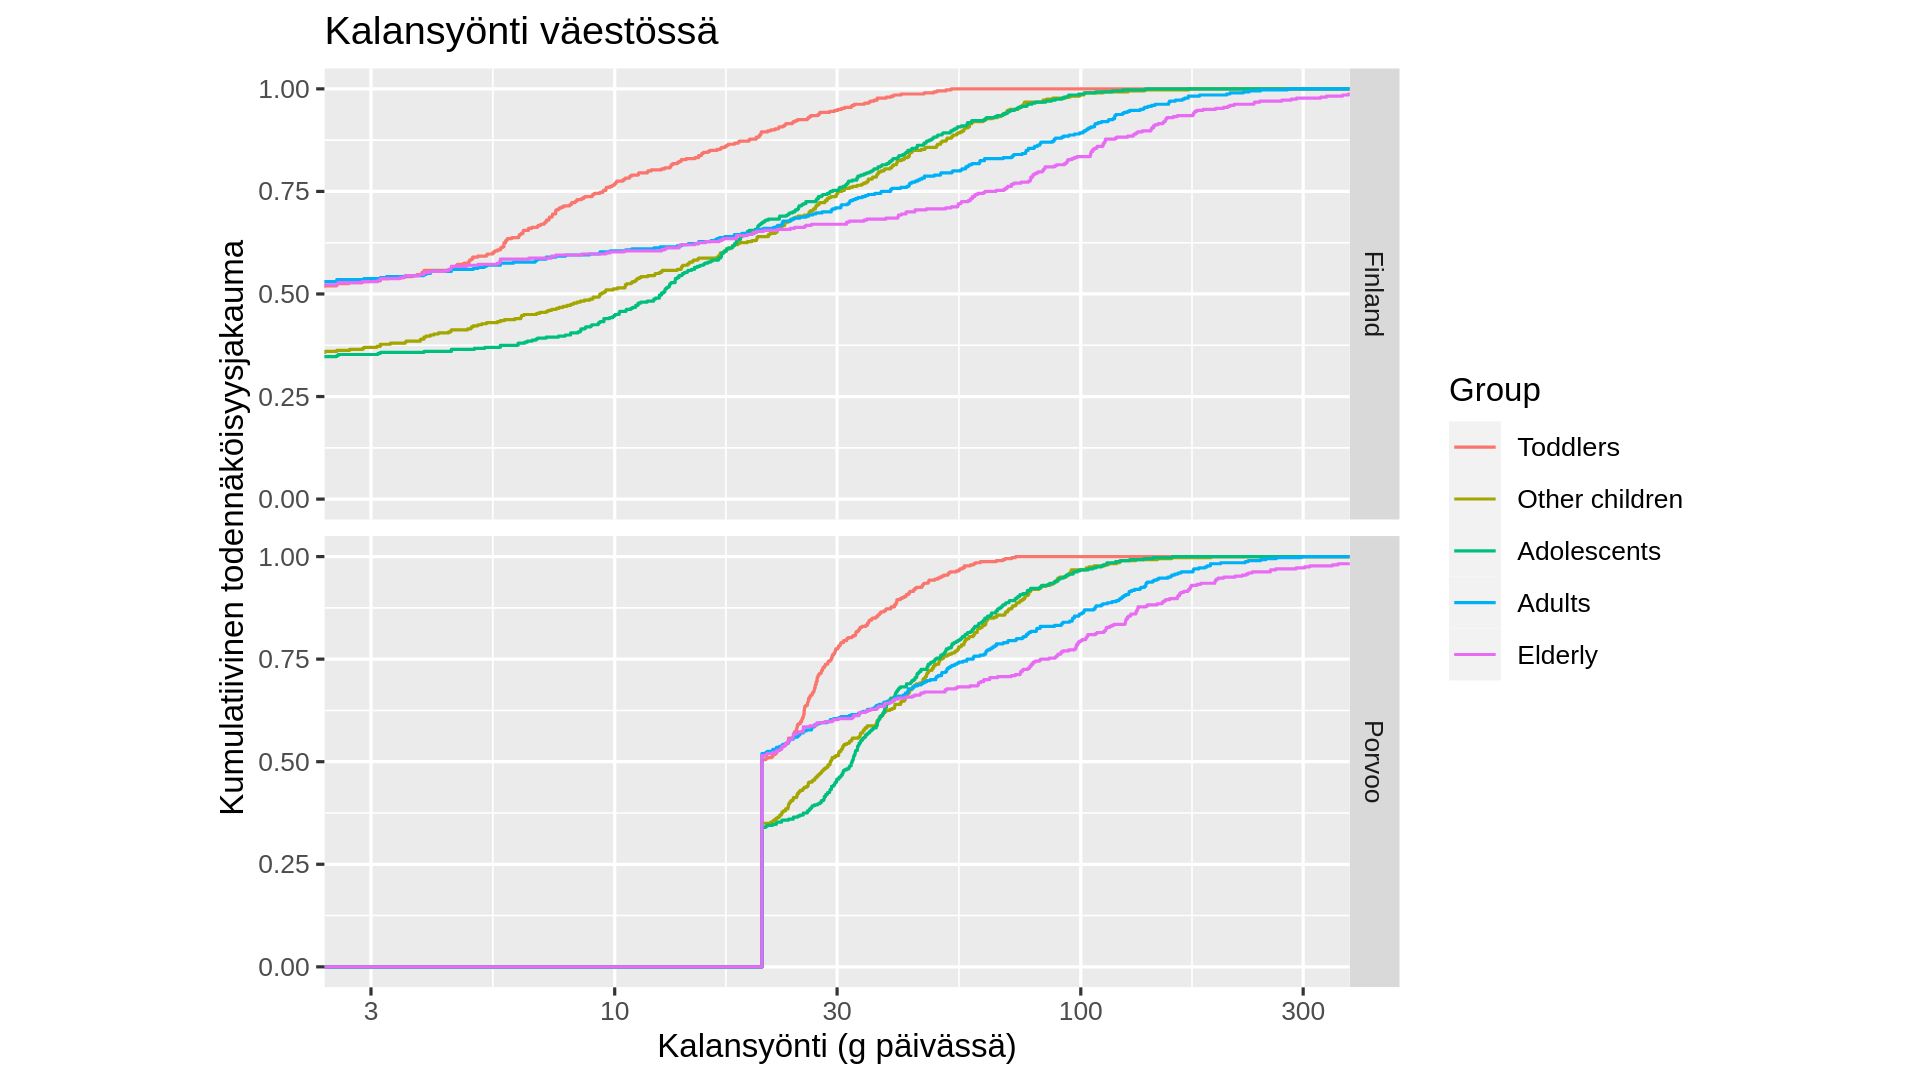 Kalansyönti väestössä
Kumulatiivinen todennäköisyysjakauma
1.00
0.75
0.50
0.25
0.00
Finland
1.00
0.75
0.50
0.25
0.00
Porvoo
3 10 30 100 300
Kalansyönti (g päivässä)
Group
Toddlers
Other children
Adolescents
Adults
Elderly